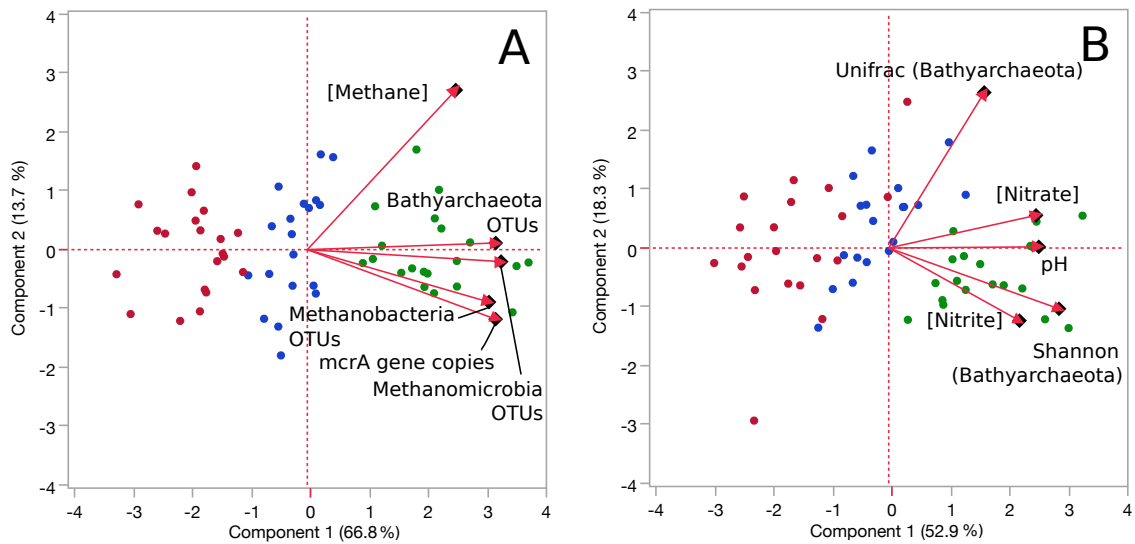 A
4
3
2
1
0
-1
-2
-3
-4
-4
-3
-2
-1
0
1
2
3
4
Component 2 (13.7 %)
Component 1 (66.8 %)
[Methane]
Bathyarchaeota
OTUs
Methanobacteria
OTUs
mcrA gene copies
Methanomicrobia
OTUs
B
4
3
2
1
0
-1
-2
-3
-4
-4
-3
-2
-1
0
1
2
3
4
Component 2 (18.3 %)
Component 1 (52.9 %)
Unifrac (Bathyarchaeota)
[Nitrate]
pH
[Nitrite]
Shannon
(Bathyarchaeota)